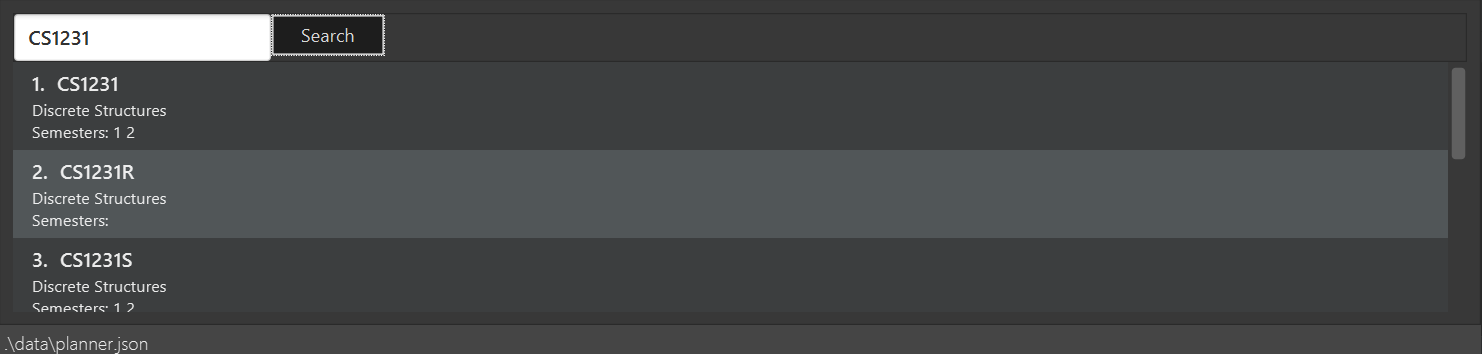 CS1231 Search
1. CS1231
Discrete Structures
Semesters: 1 2
2. CS1231R
Discrete Structures
Semesters:
3. CS1231S
Discrete Structures
Semesters: 1 2
.\data\planner.json